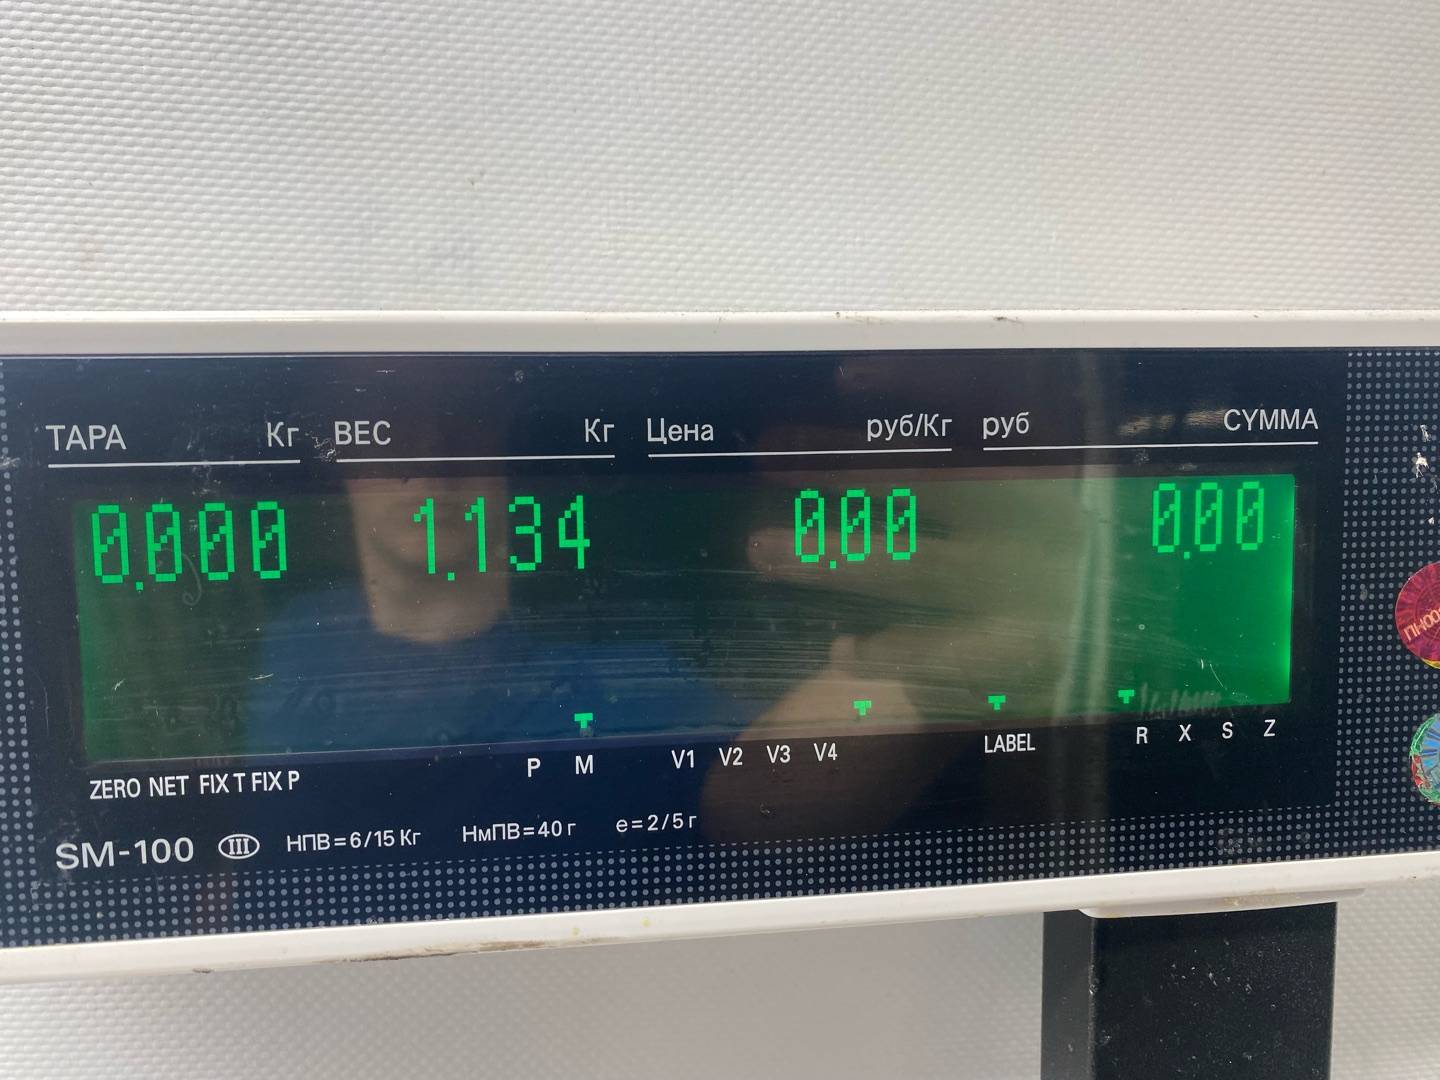 ТАРА Кг ВЕС Кг Цена руб/Кг руб СУММА
0.000 1.134 0.00 0.00
ZERO NET FIX T FIX P P M V1 V2 V3 V4 LABEL R X S Z
SM-100 III НПВ=6/15 Кг НмПВ=40 г e=2/5 г